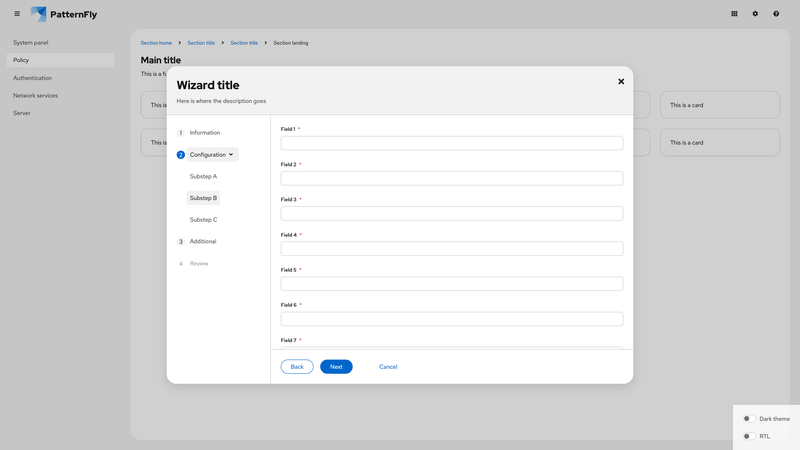 PatternFly
System panel
Policy
Authentication
Network services
Server
Section home
Section title
Section title
Section landing
Main title
This is a fu
This is
This is a card
This is
This is a card
Wizard title
Here is where the description goes
1 Information
2 Configuration
Substep A
Substep B
Substep C
3 Additional
4 Review
Field 1 *
Field 2 *
Field 3 *
Field 4 *
Field 5 *
Field 6 *
Field 7 *
Back
Next
Cancel
Dark theme
RTL